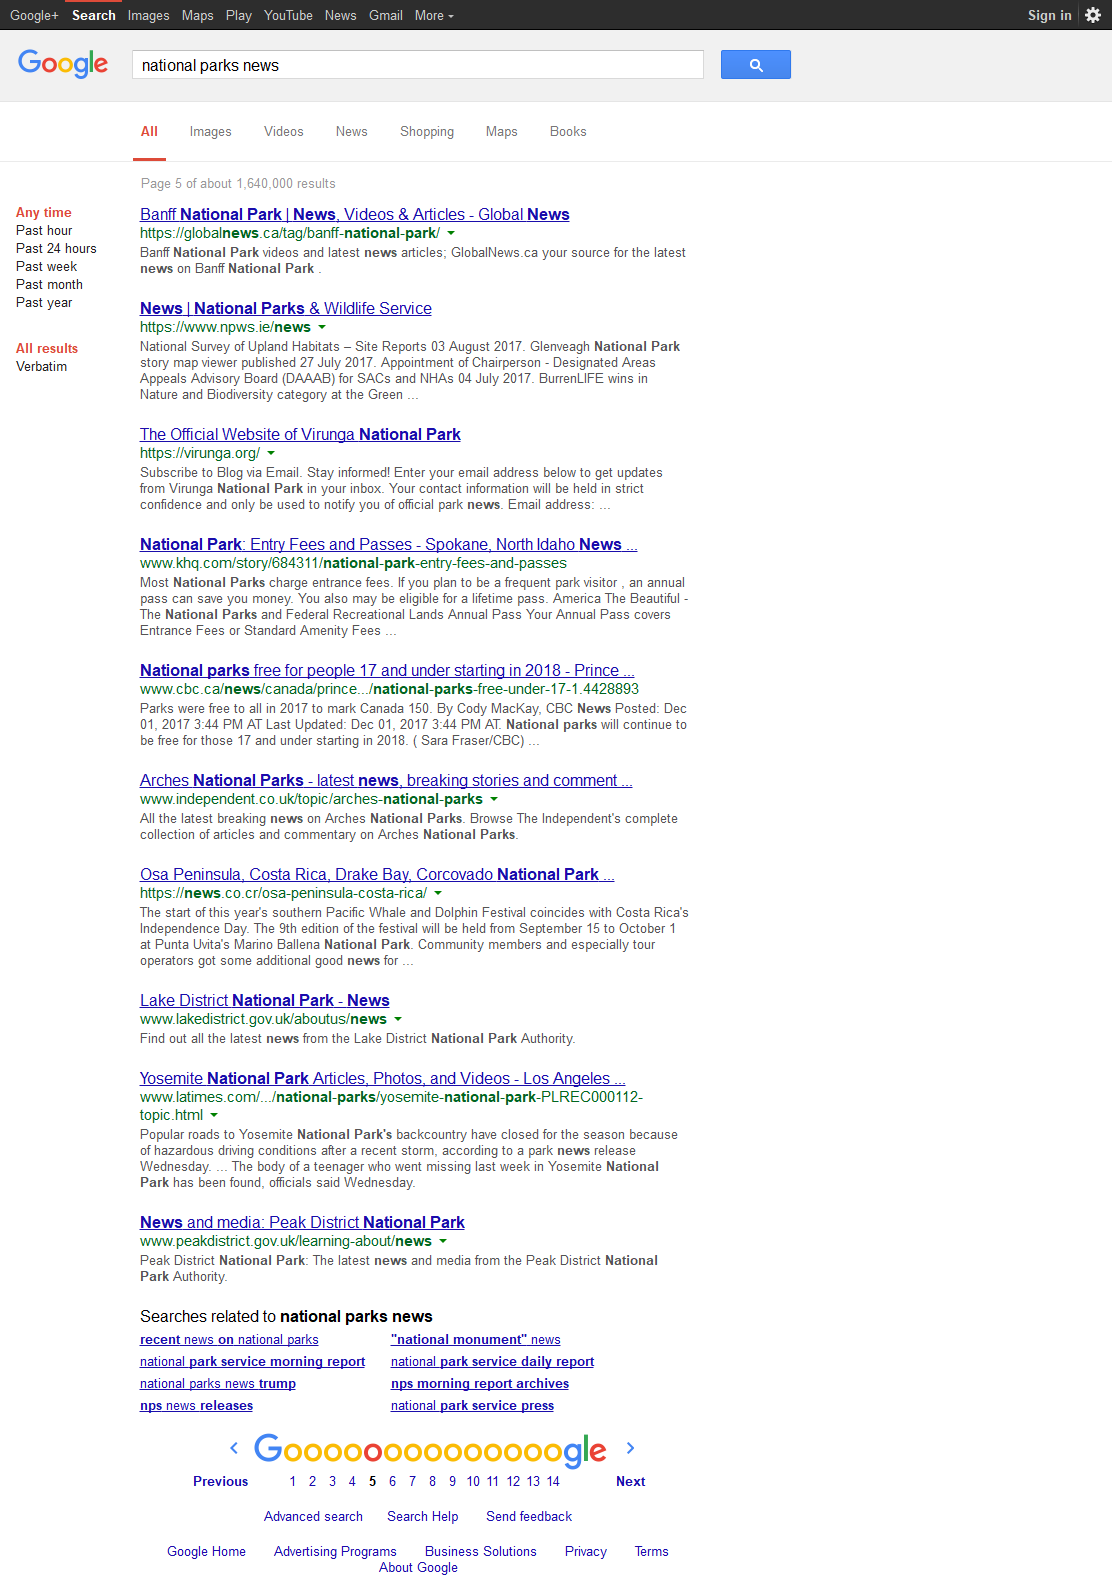 Google+ Search Images Maps Play YouTube News Gmail More Sign in
Google national parks news
All Images Videos News Shopping Maps Books
Page 5 of about 1,640,000 results
Any time
Past hour
Past 24 hours
Past week
Past month
Past year
All results
Verbatim
Banff National Park | News, Videos & Articles - Global News
https://globalnews.ca/tag/banff-national-park/
Banff National Park videos and latest news articles; GlobalNews.ca your source for the latest
news on Banff National Park .
News | National Parks & Wildlife Service
https://www.npws.ie/news
National Survey of Upland Habitats – Site Reports 03 August 2017. Glenveagh National Park
story map viewer published 27 July 2017. Appointment of Chairperson - Designated Areas
Appeals Advisory Board (DAAAB) for SACs and NHAs 04 July 2017. BurrenLIFE wins in
Nature and Biodiversity category at the Green ...
The Official Website of Virunga National Park
https://virunga.org/
Subscribe to Blog via Email. Stay informed! Enter your email address below to get updates
from Virunga National Park in your inbox. Your contact information will be held in strict
confidence and only be used to notify you of official park news. Email address: ...
National Park: Entry Fees and Passes - Spokane, North Idaho News ...
www.khq.com/story/684311/national-park-entry-fees-and-passes
Most National Parks charge entrance fees. If you plan to be a frequent park visitor , an annual
pass can save you money. You also may be eligible for a lifetime pass. America The Beautiful -
The National Parks and Federal Recreational Lands Annual Pass Your Annual Pass covers
Entrance Fees or Standard Amenity Fees ...
National parks free for people 17 and under starting in 2018 - Prince ...
www.cbc.ca/news/canada/prince.../national-parks-free-under-17-1.4428893
Parks were free to all in 2017 to mark Canada 150. By Cody MacKay, CBC News Posted: Dec
01, 2017 3:44 PM AT Last Updated: Dec 01, 2017 3:44 PM AT. National parks will continue to
be free for those 17 and under starting in 2018. ( Sara Fraser/CBC) ...
Arches National Parks - latest news, breaking stories and comment ...
www.independent.co.uk/topic/arches-national-parks
All the latest breaking news on Arches National Parks. Browse The Independent's complete
collection of articles and commentary on Arches National Parks.
Osa Peninsula, Costa Rica, Drake Bay, Corcovado National Park ...
https://news.co.cr/osa-peninsula-costa-rica/
The start of this year's southern Pacific Whale and Dolphin Festival coincides with Costa Rica's
Independence Day. The 9th edition of the festival will be held from September 15 to October 1
at Punta Uvita's Marino Ballena National Park. Community members and especially tour
operators got some additional good news for ...
Lake District National Park - News
www.lakedistrict.gov.uk/aboutus/news
Find out all the latest news from the Lake District National Park Authority.
Yosemite National Park Articles, Photos, and Videos - Los Angeles ...
www.latimes.com/.../national-parks/yosemite-national-park-PLREC000112-
topic.html
Popular roads to Yosemite National Park's backcountry have closed for the season because
of hazardous driving conditions after a recent storm, according to a park news release
Wednesday. ... The body of a teenager who went missing last week in Yosemite National
Park has been found, officials said Wednesday.
News and media: Peak District National Park
www.peakdistrict.gov.uk/learning-about/news
Peak District National Park: The latest news and media from the Peak District National
Park Authority.
Searches related to national parks news
recent news on national parks "national monument" news
national park service morning report national park service daily report
national parks news trump nps morning report archives
nps news releases national park service press
Goooooooooooooogle
Previous 1 2 3 4 5 6 7 8 9 10 11 12 13 14 Next
Advanced search Search Help Send feedback
Google Home Advertising Programs Business Solutions Privacy Terms
About Google